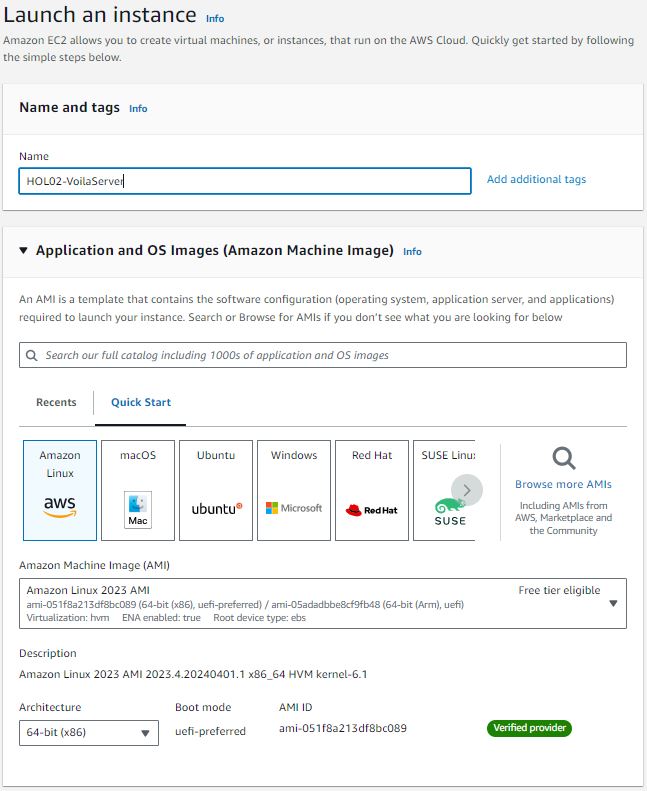 Launch an instance Info
Amazon EC2 allows you to create virtual machines, or instances, that run on the AWS Cloud. Quickly get started by following
the simple steps below.
Name and tags Info
Name
HOL02-VoilaServer
Add additional tags
Application and OS Images (Amazon Machine Image) Info
An AMI is a template that contains the software configuration (operating system, application server, and applications)
required to launch your instance. Search or Browse for AMIs if you don't see what you are looking for below
Search our full catalog including 1000s of application and OS images
Recents
Quick Start
Amazon
Linux
aws
macOS
Mac
Ubuntu
ubuntu
Windows
Microsoft
Red Hat
Red Hat
SUSE Linux
SUSE
Browse more AMIs
Including AMIs from
AWS, Marketplace and
the Community
Amazon Machine Image (AMI)
Amazon Linux 2023 AMI
Free tier eligible
ami-051f8a213df8bc089 (64-bit (x86), uefi-preferred) / ami-05adadbbe8cf9fb48 (64-bit (Arm), uefi)
Virtualization: hvm ENA enabled: true Root device type: ebs
Description
Amazon Linux 2023 AMI 2023.4.20240401.1 x86_64 HVM kernel-6.1
Architecture
64-bit (x86)
Boot mode
uefi-preferred
AMI ID
ami-051f8a213df8bc089
Verified provider